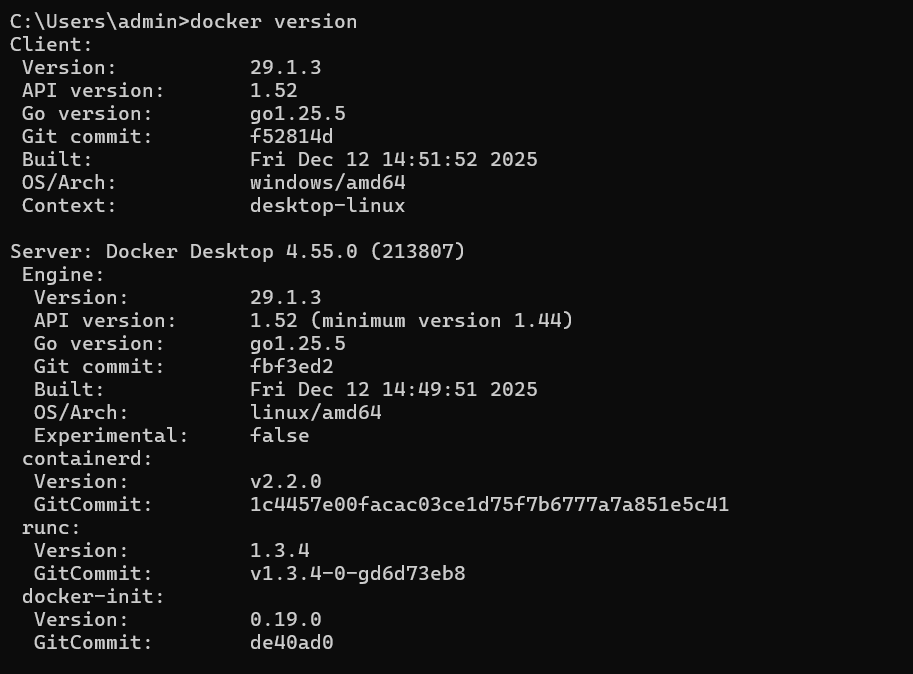 C:\Users\admin>docker version
Client:
 Version:           29.1.3
 API version:       1.52
 Go version:        go1.25.5
 Git commit:        f52814d
 Built:             Fri Dec 12 14:51:52 2025
 OS/Arch:           windows/amd64
 Context:           desktop-linux

Server: Docker Desktop 4.55.0 (213807)
 Engine:
  Version:          29.1.3
  API version:      1.52 (minimum version 1.44)
  Go version:       go1.25.5
  Git commit:       fbf3ed2
  Built:            Fri Dec 12 14:49:51 2025
  OS/Arch:          linux/amd64
  Experimental:     false
 containerd:
  Version:          v2.2.0
  GitCommit:        1c4457e00facac03ce1d75f7b6777a7a851e5c41
 runc:
  Version:          1.3.4
  GitCommit:        v1.3.4-0-gd6d73eb8
 docker-init:
  Version:          0.19.0
  GitCommit:        de40ad0